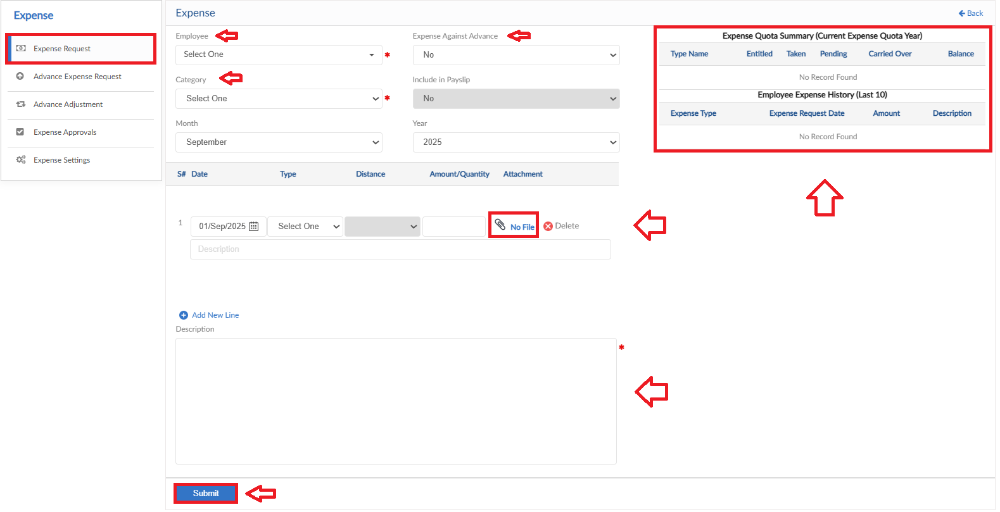 Expense
Expense Request
Advance Expense Request
Advance Adjustment
Expense Approvals
Expense Settings
Expense
Back
Employee
Select One
*
Expense Against Advance
No
Category
Select One
*
Include in Payslip
No
Month
September
Year
2025
S# Date Type Distance Amount/Quantity Attachment
1 01/Sep/2025 Select One No File Delete
Description
Add New Line
Description
*
Submit
Expense Quota Summary (Current Expense Quota Year)
Type Name Entitled Taken Pending Carried Over Balance
No Record Found
Employee Expense History (Last 10)
Expense Type Expense Request Date Amount Description
No Record Found